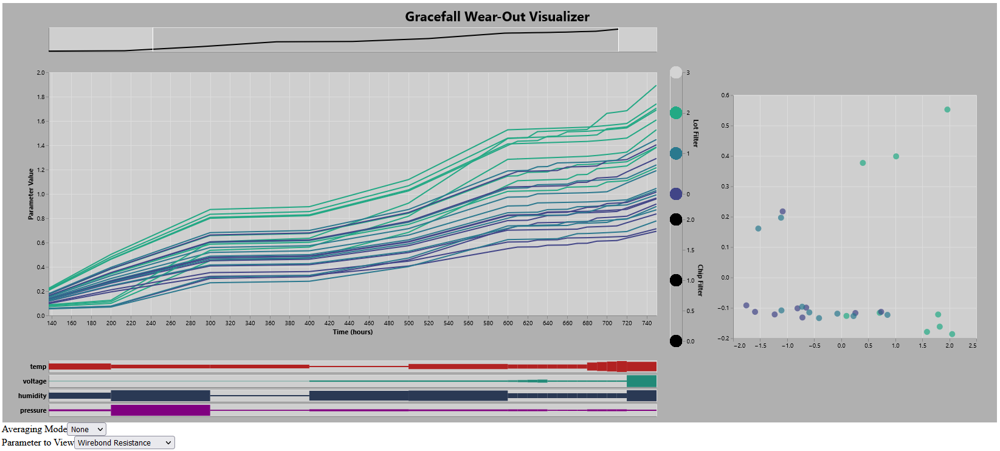 Gracefall Wear-Out Visualizer
2.0
1.8
1.6
1.4
1.2
1.0
0.8
0.6
0.4
0.2
0.0
Parameter Value
140 160 180 200 220 240 260 280 300 320 340 360 380 400 420 440 460 480 500 520 540 560 580 600 620 640 660 680 700 720 740
Time (hours)
3
2
1
0
Lot Filter
2.0
1.5
1.0
0.5
0.0
Chip Filter
0.6
0.5
0.4
0.3
0.2
0.1
0.0
−0.1
−0.2
−2.0 −1.5 −1.0 −0.5 0.0 0.5 1.0 1.5 2.0 2.5
temp
voltage
humidity
pressure
Averaging Mode None
Parameter to View Wirebond Resistance